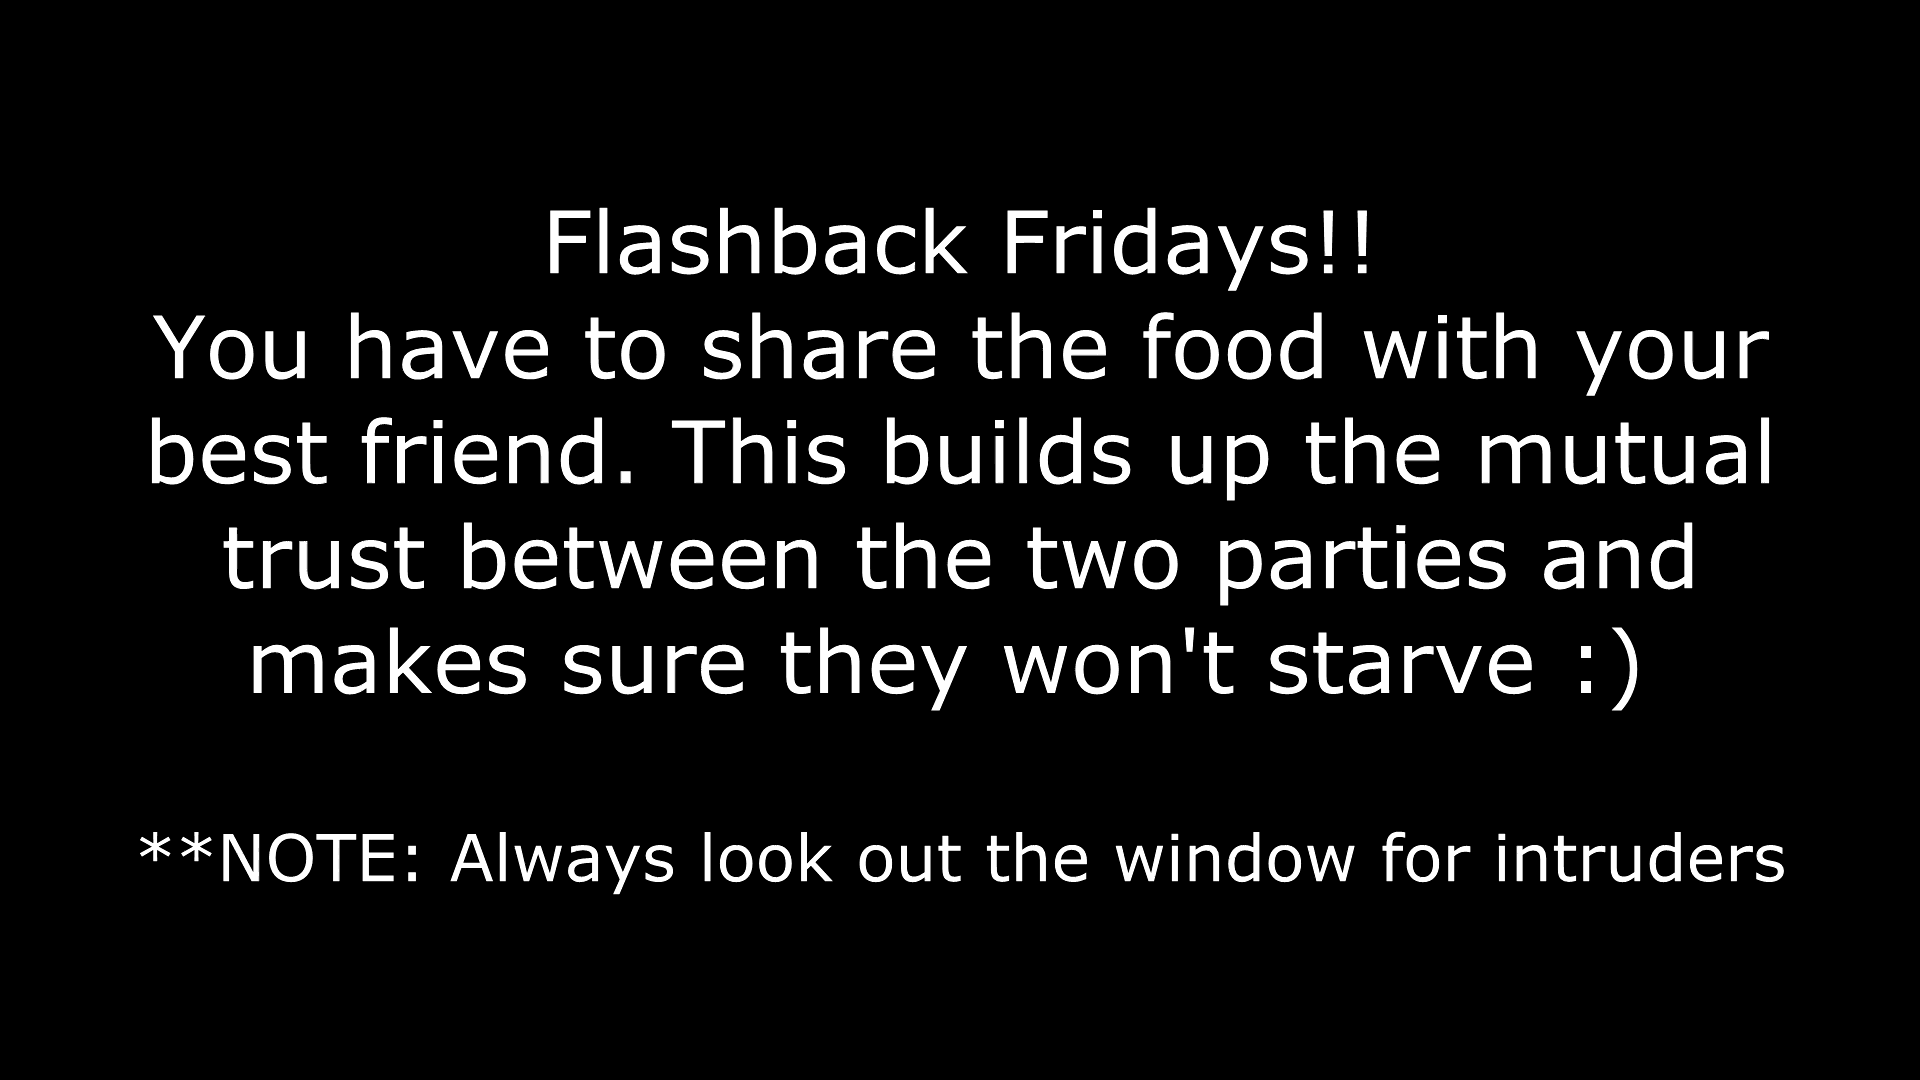 Flashback Fridays!!
You have to share the food with your
best friend. This builds up the mutual
trust between the two parties and
makes sure they won't starve :)
**NOTE: Always look out the window for intruders